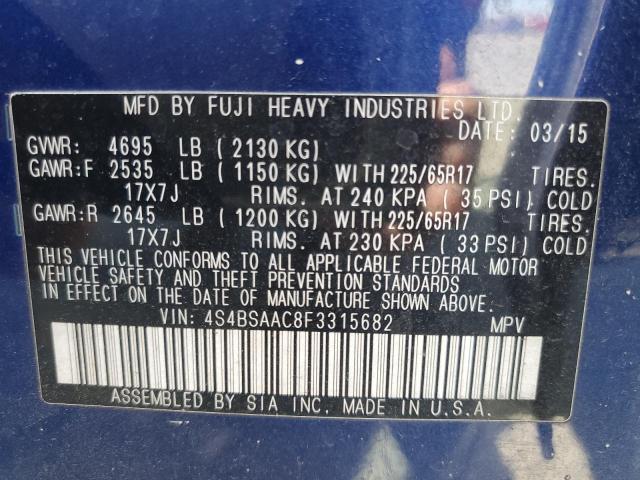 MFD BY FUJI HEAVY INDUSTRIES LTD.
DATE: 03/15
GVWR: 4695 LB ( 2130 KG)
GAWR:F 2535 LB ( 1150 KG) WITH 225/65R17 TIRES.
17X7J RIMS. AT 240 KPA ( 35 PSI) COLD
GAWR:R 2645 LB ( 1200 KG) WITH 225/65R17 TIRES.
17X7J RIMS. AT 230 KPA ( 33 PSI) COLD
THIS VEHICLE CONFORMS TO ALL APPLICABLE FEDERAL MOTOR
VEHICLE SAFETY AND THEFT PREVENTION STANDARDS
IN EFFECT ON THE DATE OF MANUFACTURE SHOWN ABOVE.
VIN: 4S4BSAAC8F3315682 MPV
ASSEMBLED BY SIA INC. MADE IN U.S.A.